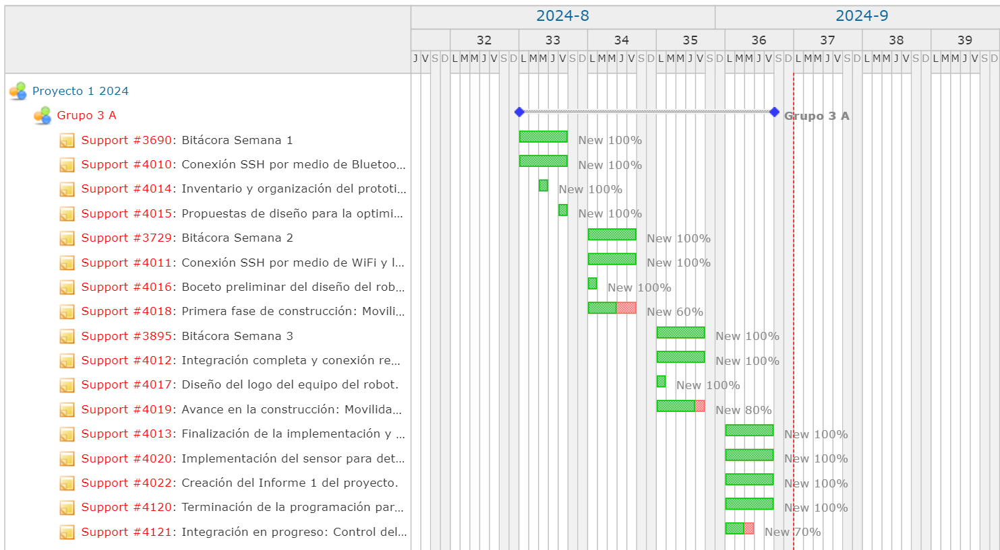 2024-8 2024-9
32 33 34 35 36 37 38 39
J V S D L M M J V S D L M M J V S D L M M J V S D L M M J V S D L M M J V S D L M M J V S D L M M J V S D L M M J V S D
Proyecto 1 2024
Grupo 3 A Grupo 3 A
Support #3690: Bitácora Semana 1 New 100%
Support #4010: Conexión SSH por medio de Bluetoo... New 100%
Support #4014: Inventario y organización del prototi... New 100%
Support #4015: Propuestas de diseño para la optimi... New 100%
Support #3729: Bitácora Semana 2 New 100%
Support #4011: Conexión SSH por medio de WiFi y l... New 100%
Support #4016: Boceto preliminar del diseño del rob... New 100%
Support #4018: Primera fase de construcción: Movili... New 60%
Support #3895: Bitácora Semana 3 New 100%
Support #4012: Integración completa y conexión re... New 100%
Support #4017: Diseño del logo del equipo del robot. New 100%
Support #4019: Avance en la construcción: Movilida... New 80%
Support #4013: Finalización de la implementación y ... New 100%
Support #4020: Implementación del sensor para det... New 100%
Support #4022: Creación del Informe 1 del proyecto. New 100%
Support #4120: Terminación de la programación par... New 100%
Support #4121: Integración en progreso: Control del... New 70%